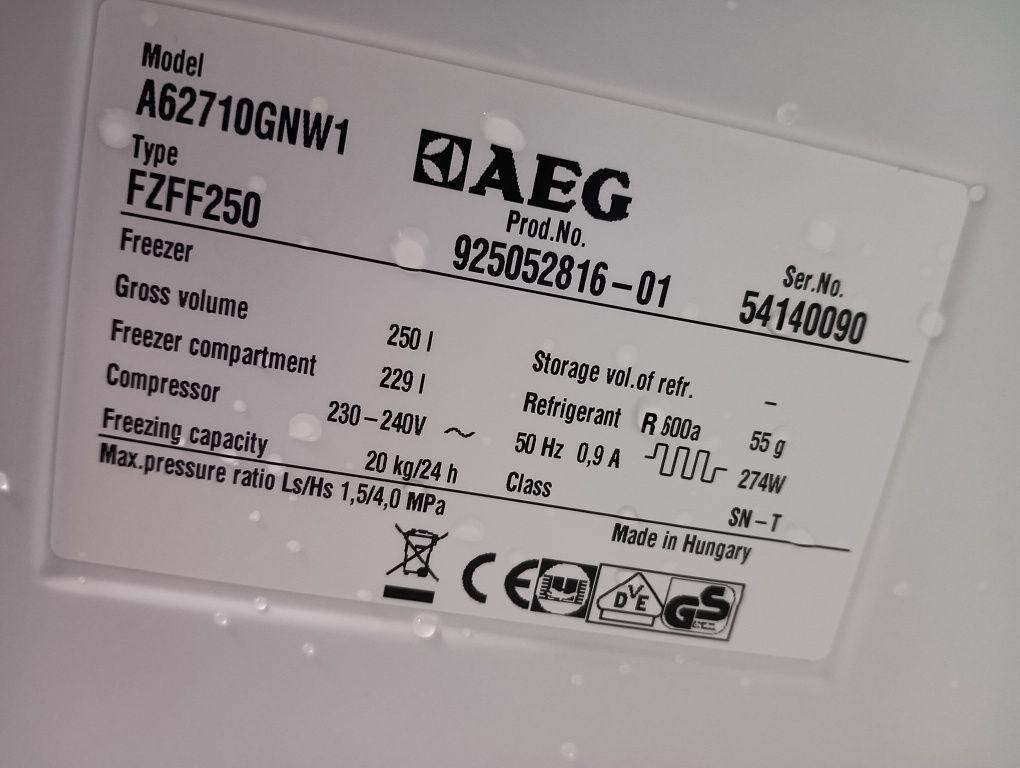 Model
A62710GNW1
Type
FZFF250
AEG
Prod.No.
925052816-01
Ser.No.
54140090
Freezer
Gross volume 250 l
Freezer compartment 229 l
Compressor 230-240V ~ 50 Hz 0,9 A 274W
Freezing capacity 20 kg/24 h
Storage vol.of refr. -
Refrigerant R 600a 55 g
Class SN-T
Max.pressure ratio Ls/Hs 1,5/4,0 MPa
Made in Hungary
CE
DVE
GS